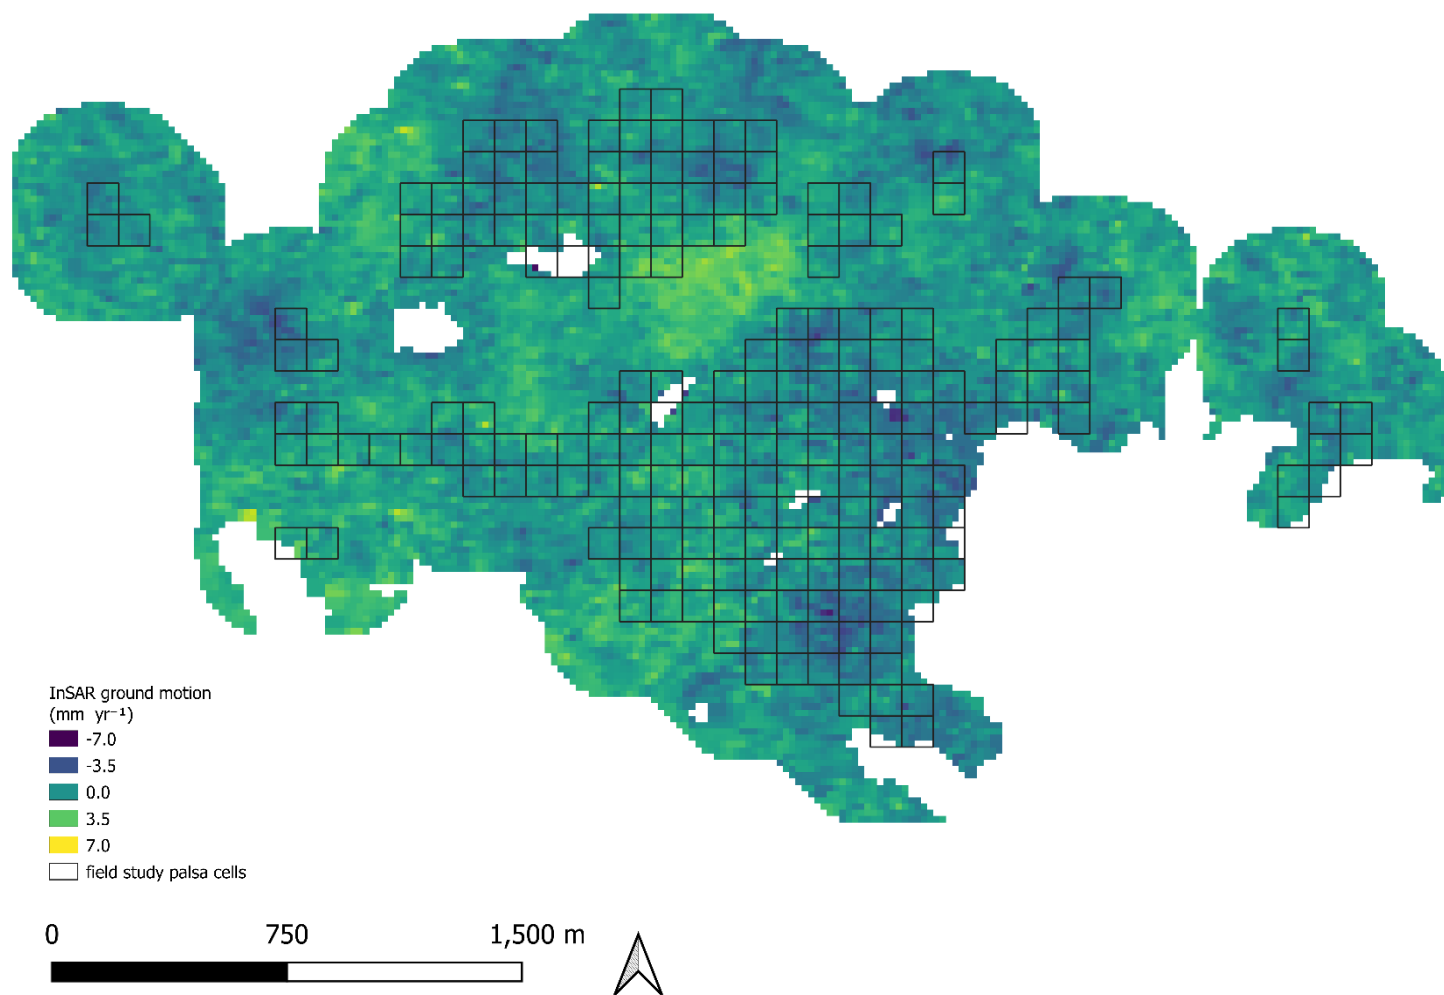 InSAR ground motion
(mm yr⁻¹)
-7.0
-3.5
0.0
3.5
7.0
field study palsa cells
0 750 1,500 m